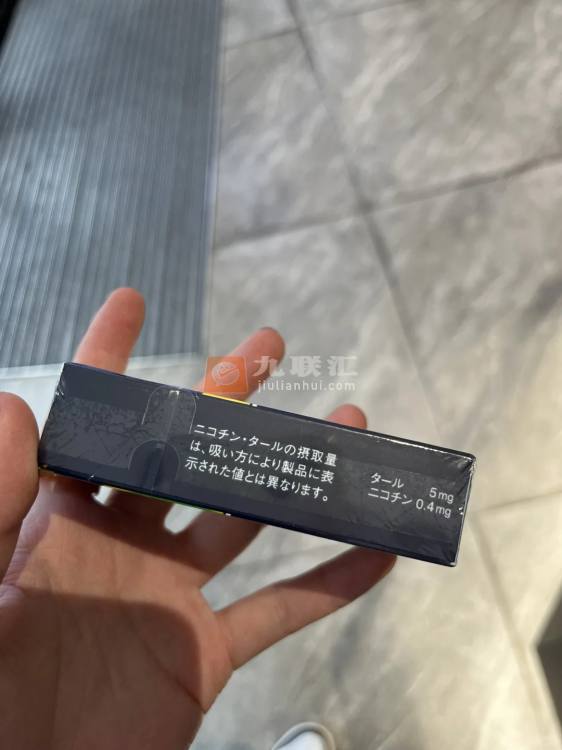 九联汇
jiulianhui.com
ニコチン・タールの摂取量
は、吸い方により製品に表
示された値とは異なります。
タール 5mg
ニコチン 0.4mg